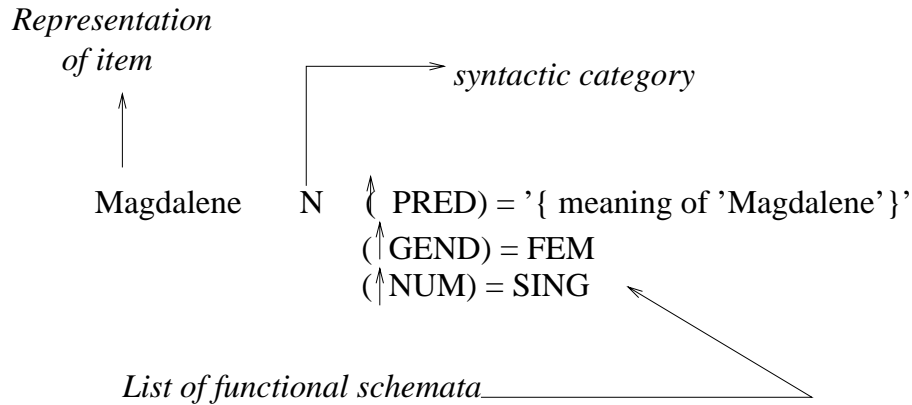 Representation
of item
syntactic category
Magdalene N (↑ PRED) = ’{ meaning of ’Magdalene’}’
(↑GEND) = FEM
(↑NUM) = SING
List of functional schemata